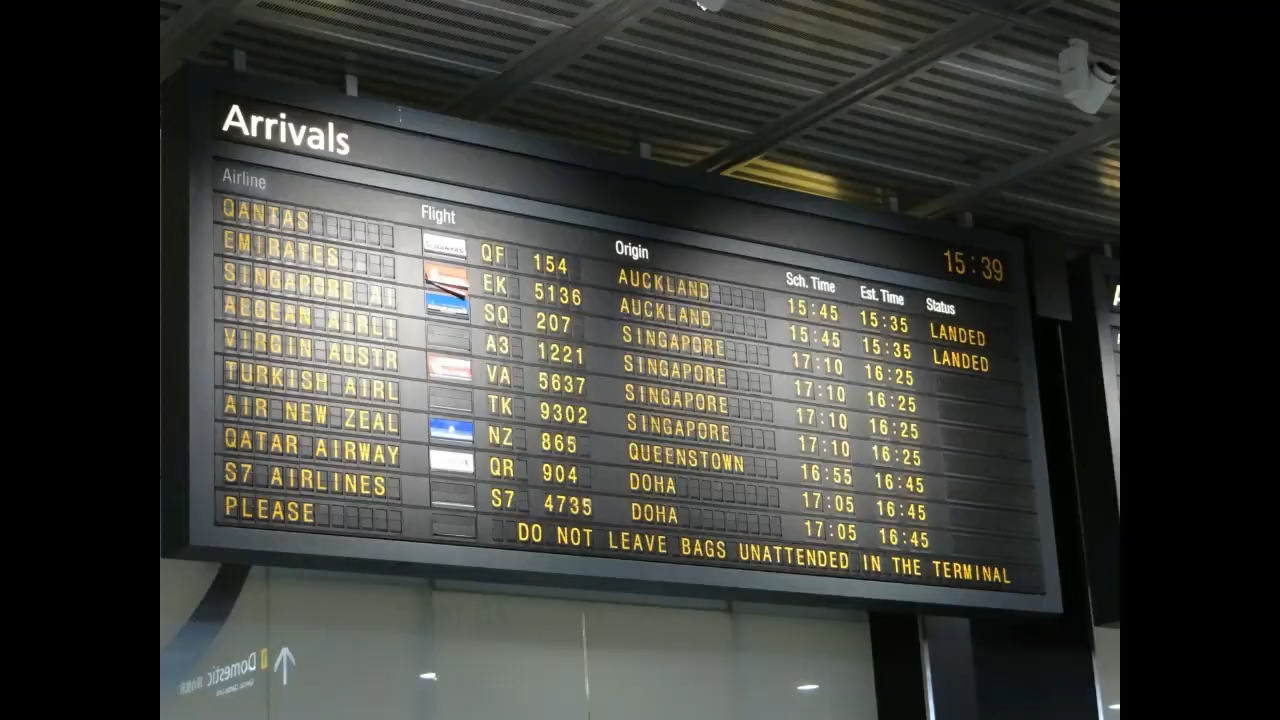 Arrivals
Airline Flight Origin Sch. Time Est. Time Status 15:39
QANTAS QF 154 AUCKLAND 15:45 15:35 LANDED
EMIRATES EK 5136 AUCKLAND 15:45 15:35 LANDED
SINGAPORE AI SQ 207 SINGAPORE 17:10 16:25
AEGEAN AIRLI A3 1221 SINGAPORE 17:10 16:25
VIRGIN AUSTR VA 5637 SINGAPORE 17:10 16:25
TURKISH AIRL TK 9302 SINGAPORE 17:10 16:25
AIR NEW ZEAL NZ 865 QUEENSTOWN 16:55 16:45
QATAR AIRWAY QR 904 DOHA 17:05 16:45
S7 AIRLINES S7 4735 DOHA 17:05 16:45
PLEASE DO NOT LEAVE BAGS UNATTENDED IN THE TERMINAL
Domestic